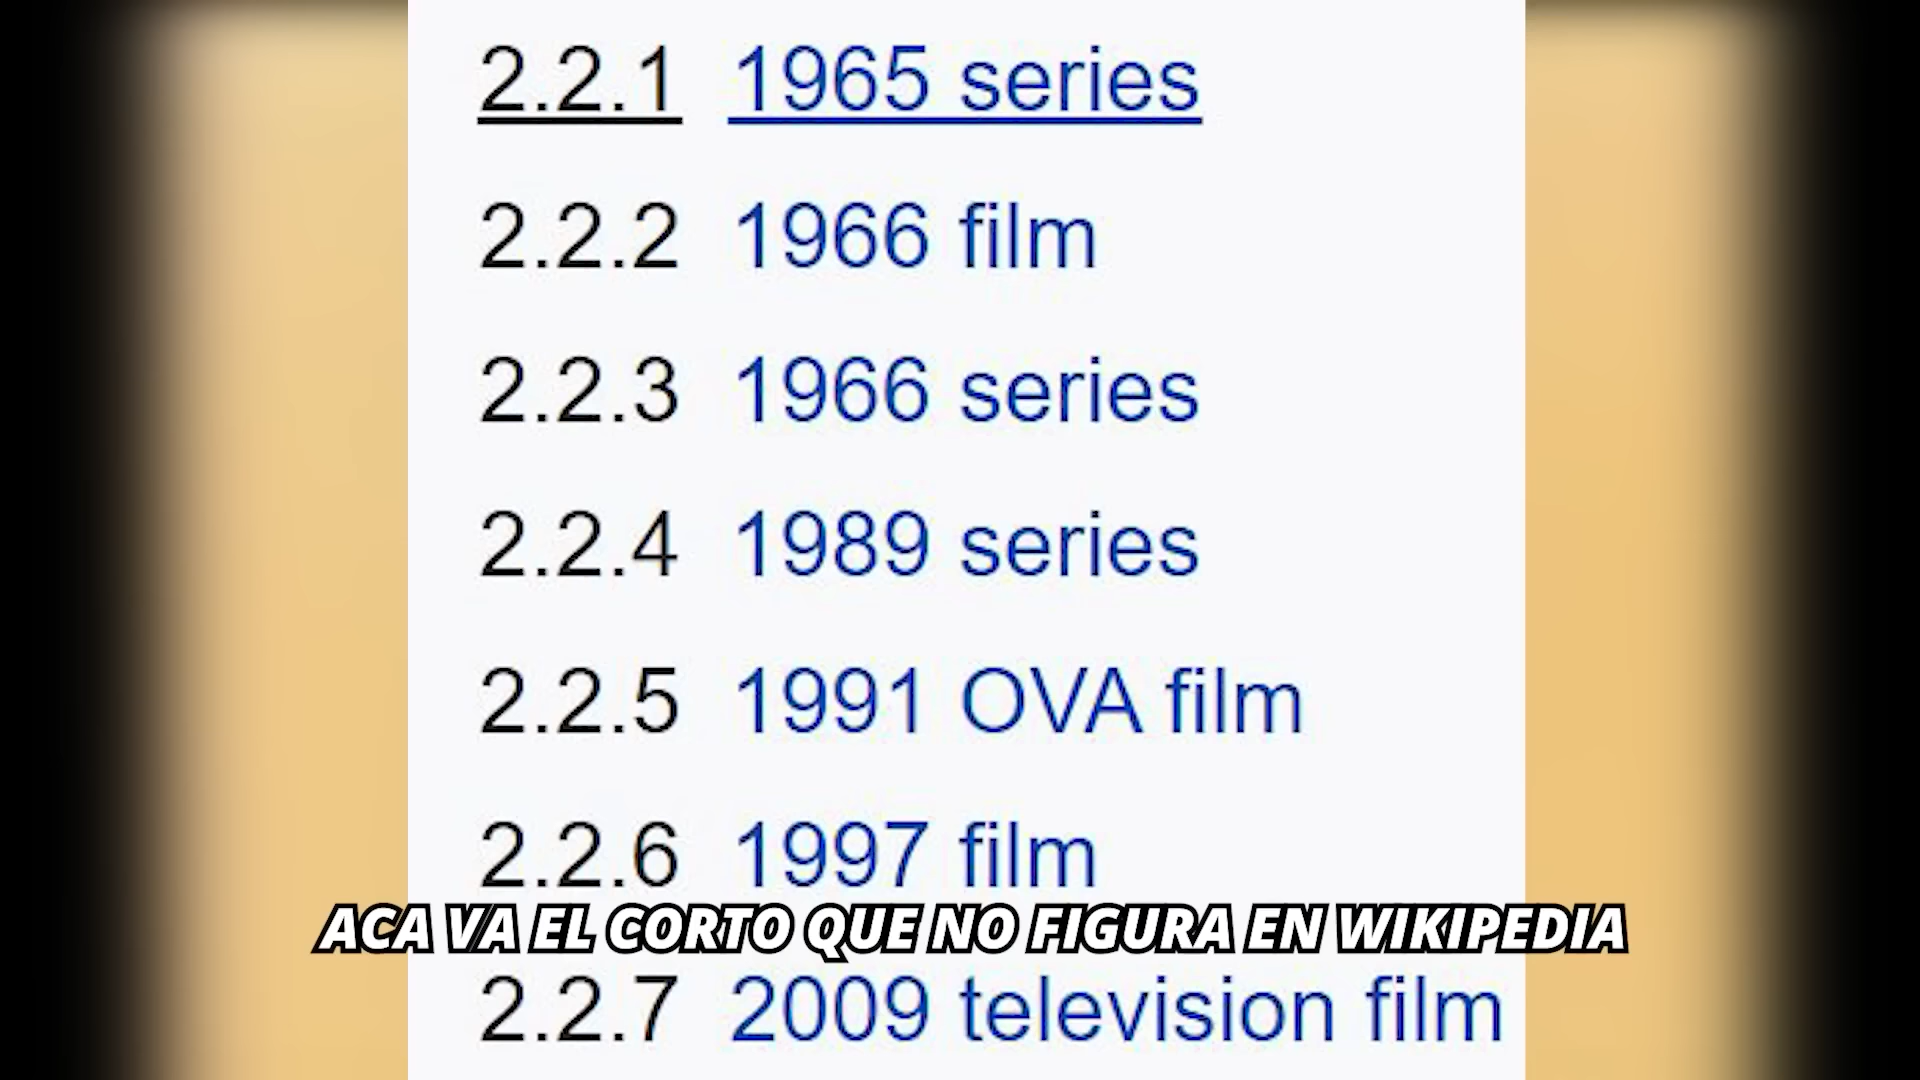 2.2.1 1965 series
2.2.2 1966 film
2.2.3 1966 series
2.2.4 1989 series
2.2.5 1991 OVA film
2.2.6 1997 film
ACA VA EL CORTO QUE NO FIGURA EN WIKIPEDIA
2.2.7 2009 television film